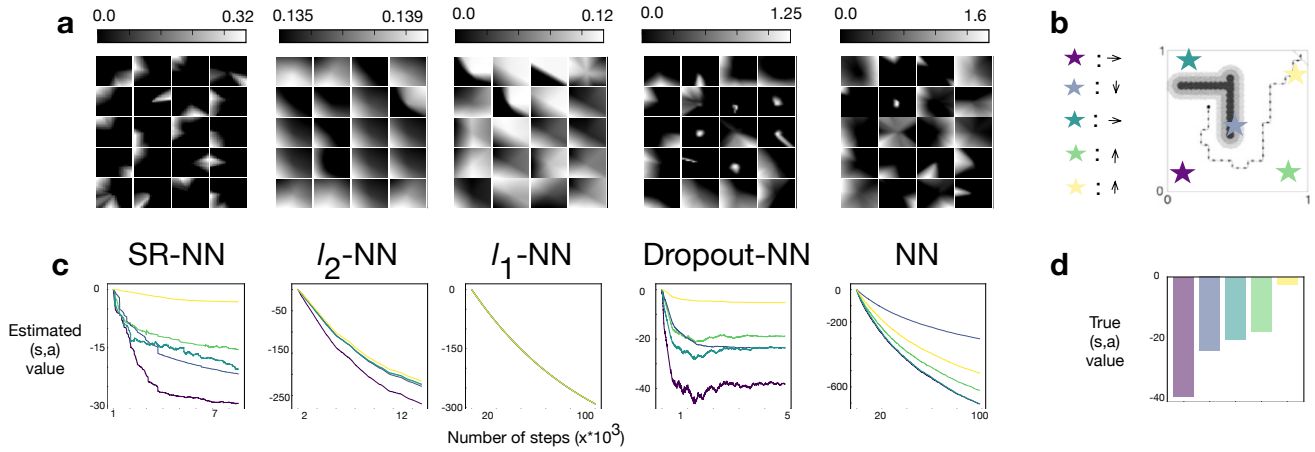 a
0.0 0.32
0.135 0.139
0.0 0.12
0.0 1.25
0.0 1.6
b
: →
: ↓
: →
: ↑
: ↑
1
0
0 1
c
SR-NN
l2-NN
l1-NN
Dropout-NN
NN
Estimated
(s,a)
value
0
-15
-30
1 7
-50
-150
-250
2 12
0
-150
-300
20 100
0
-20
-40
1 5
0
-200
-400
-600
20 100
Number of steps (x*10^3)
d
True
(s,a)
value
0
-20
-40